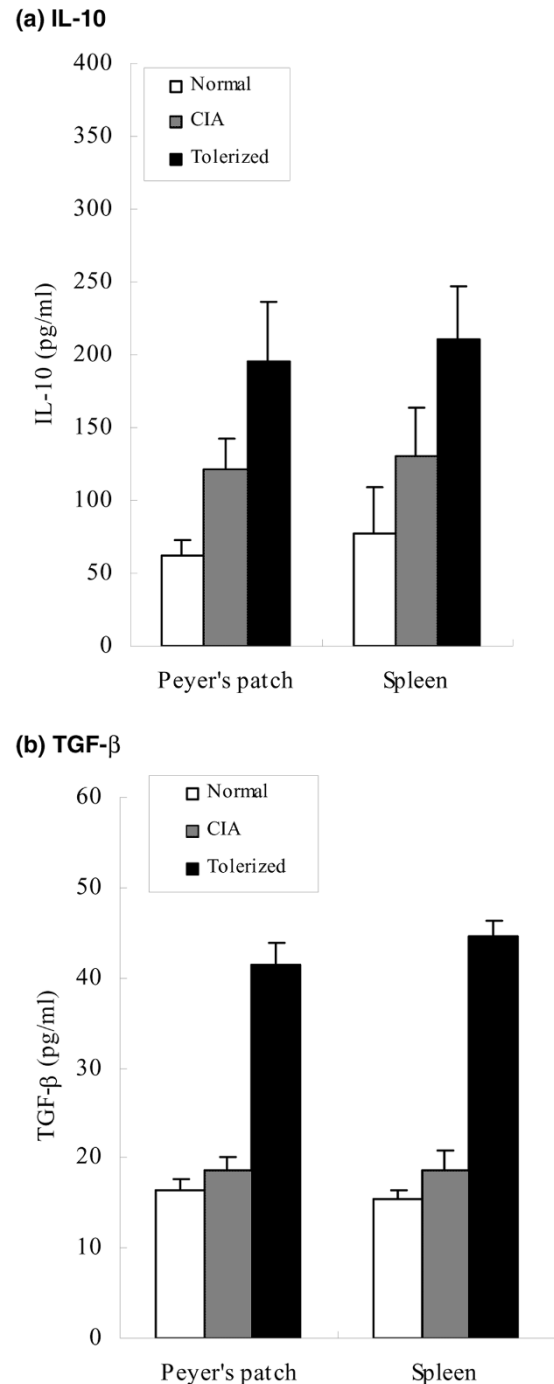 (a) IL-10
400
350
300
250
200
150
100
50
0
IL-10 (pg/ml)
Normal
CIA
Tolerized
Peyer's patch
Spleen
(b) TGF-β
60
50
40
30
20
10
0
TGF-β (pg/ml)
Normal
CIA
Tolerized
Peyer's patch
Spleen